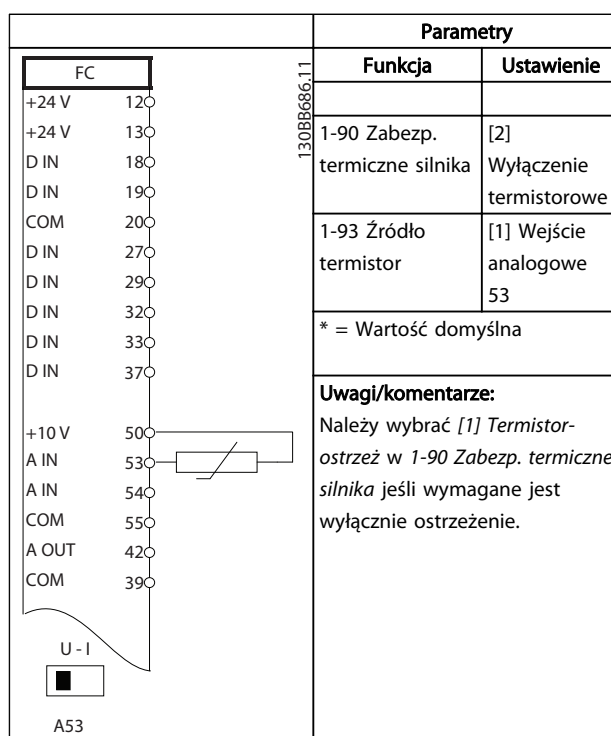 FC
+24 V 12
+24 V 13
D IN 18
D IN 19
COM 20
D IN 27
D IN 29
D IN 32
D IN 33
D IN 37
+10 V 50
A IN 53
A IN 54
COM 55
A OUT 42
COM 39
U - I
A53
130BB686.11
Parametry
Funkcja Ustawienie
1-90 Zabezp. [2]
termiczne silnika Wyłączenie
termistorowe
1-93 Źródło [1] Wejście
termistor analogowe
53
* = Wartość domyślna
Uwagi/komentarze:
Należy wybrać [1] Termistor-
ostrzeż w 1-90 Zabezp. termiczne
silnika jeśli wymagane jest
wyłącznie ostrzeżenie.